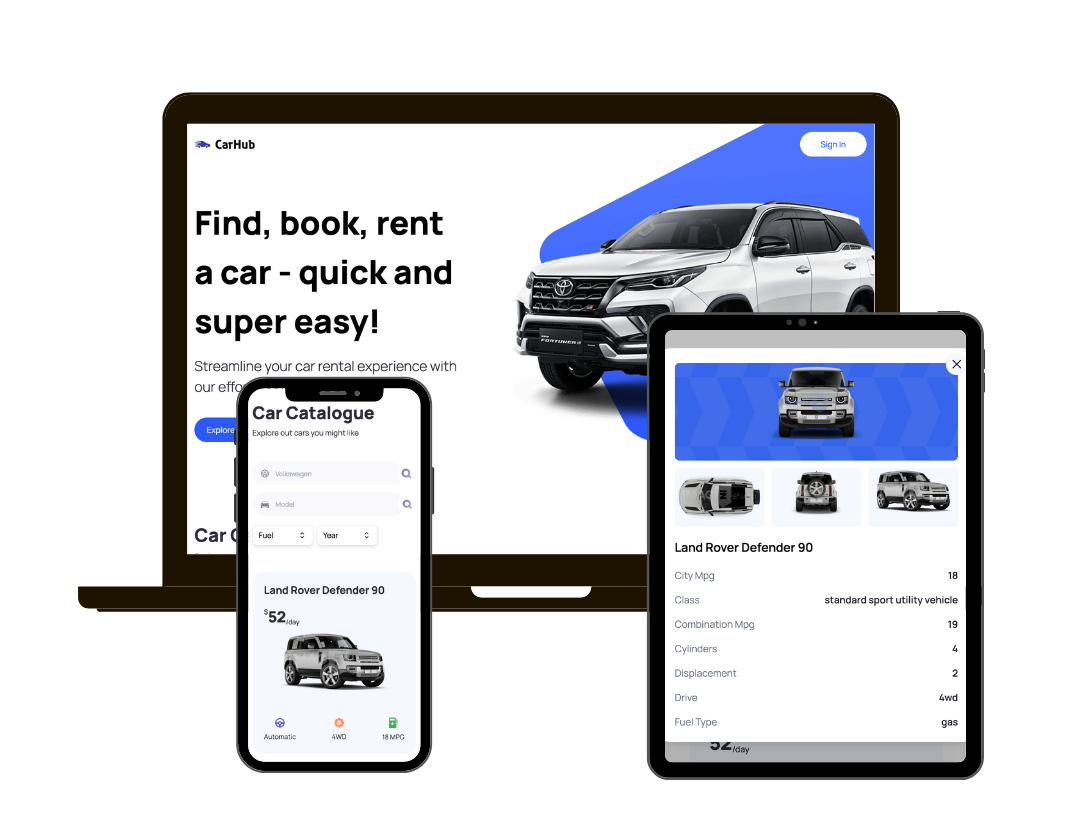 CarHub
Sign In
Find, book, rent
a car - quick and
super easy!
Streamline your car rental experience with
our
Explore
Car
FORTUNER
Car Catalogue
Explore out cars you might like
Volkswagen
Model
Fuel
Year
Land Rover Defender 90
$52/day
Automatic
4WD
18 MPG
Land Rover Defender 90
City Mpg 18
Class standard sport utility vehicle
Combination Mpg 19
Cylinders 4
Displacement 2
Drive 4wd
Fuel Type gas
52/day